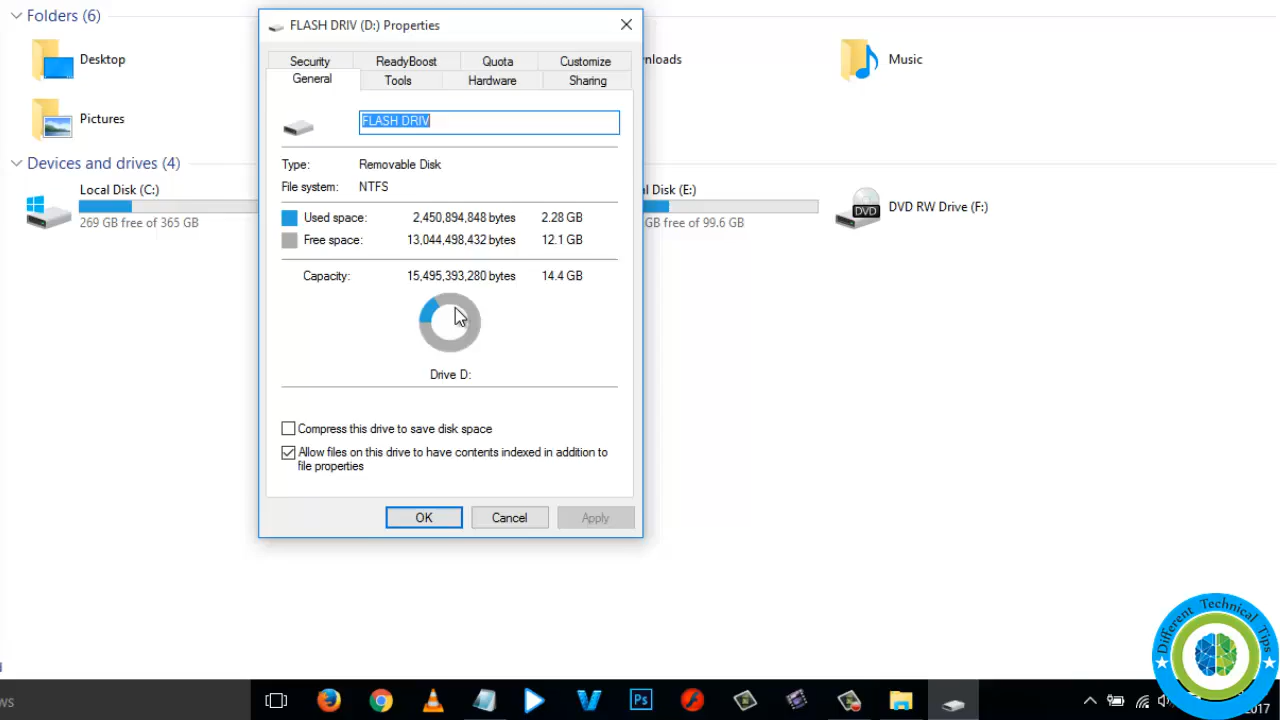 Folders (6)
FLASH DRIV (D:) Properties
Desktop
nloads
Music
Pictures
Security
ReadyBoost
Quota
Customize
General
Tools
Hardware
Sharing
FLASH DRIV
Type: Removable Disk
File system: NTFS
Used space: 2,450,894,848 bytes 2.28 GB
Free space: 13,044,498,432 bytes 12.1 GB
Capacity: 15,495,393,280 bytes 14.4 GB
Drive D:
Compress this drive to save disk space
Allow files on this drive to have contents indexed in addition to
file properties
OK
Cancel
Apply
Devices and drives (4)
Local Disk (C:)
269 GB free of 365 GB
l Disk (E:)
GB free of 99.6 GB
DVD
DVD RW Drive (F:)
Different Technical Tips
ws
Ps
2017